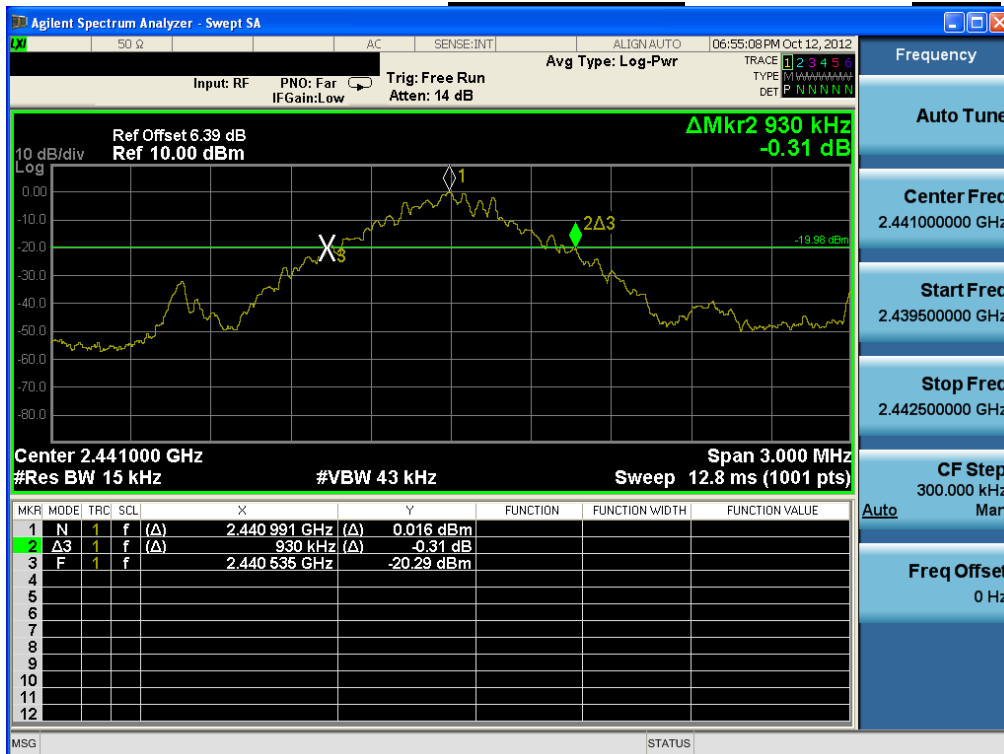 Agilent Spectrum Analyzer - Swept SA
LXI 50 Ω AC SENSE:INT ALIGN AUTO 06:55:08 PM Oct 12, 2012
Input: RF PNO: Far IFGain:Low Trig: Free Run Atten: 14 dB Avg Type: Log-Pwr
TRACE 1 2 3 4 5 6
TYPE M WWWWW
DET P N N N N N
ΔMkr2 930 kHz
-0.31 dB
Ref Offset 6.39 dB
10 dB/div Ref 10.00 dBm
Log
0.00
-10.0
-20.0
-30.0
-40.0
-50.0
-60.0
-70.0
-80.0
1
2Δ3
3
-19.98 dBm
Center 2.441000 GHz Span 3.000 MHz
#Res BW 15 kHz #VBW 43 kHz Sweep 12.8 ms (1001 pts)
MKR MODE TRC SCL X Y FUNCTION FUNCTION WIDTH FUNCTION VALUE
1 N 1 f (Δ) 2.440 991 GHz (Δ) 0.016 dBm
2 Δ3 1 f (Δ) 930 kHz (Δ) -0.31 dB
3 F 1 f 2.440 535 GHz -20.29 dBm
4
5
6
7
8
9
10
11
12
MSG STATUS
Frequency
Auto Tune
Center Freq
2.441000000 GHz
Start Freq
2.439500000 GHz
Stop Freq
2.442500000 GHz
CF Step
300.000 kHz
Auto Man
Freq Offset
0 Hz